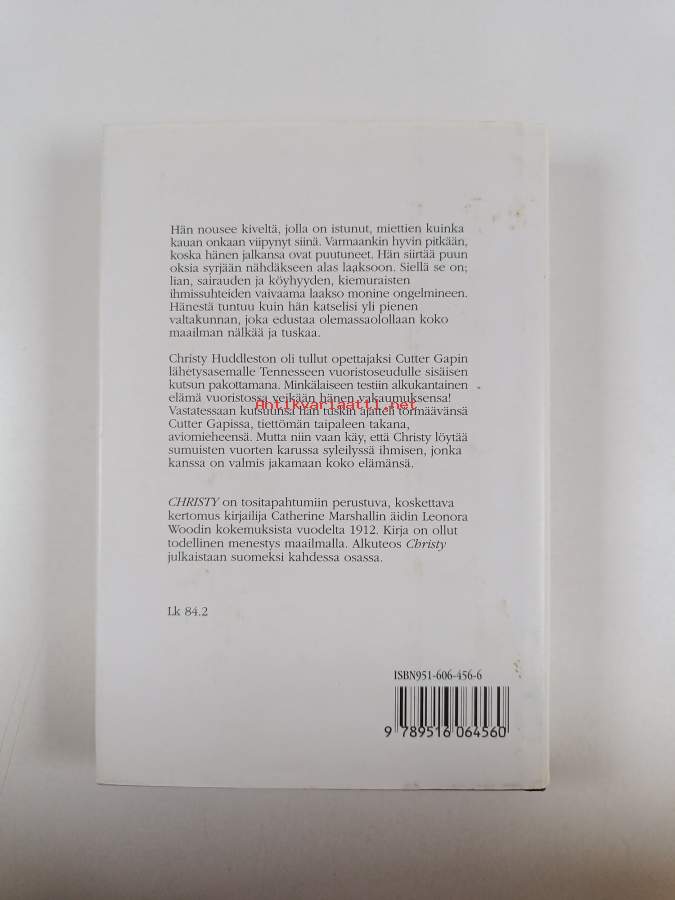 Hän nousee kiveltä, jolla on istunut, miettien kuinka
kauan onkaan viipynyt siinä. Varmaankin hyvin pitkään,
koska hänen jalkansa ovat puutuneet. Hän siirtää puun
oksia syrjään nähdäkseen alas laaksoon. Siellä se on;
lian, sairauden ja köyhyyden, kiemuraisten
ihmissuhteiden vaivaama laakso monine ongelmineen.
Hänestä tuntuu kuin hän katselisi yli pienen
valtakunnan, joka edustaa olemassaolollaan koko
maailman nälkää ja tuskaa.
Christy Huddleston oli tullut opettajaksi Cutter Gapin
lähetysasemalle Tennesseen vuoristoseudulle sisäisen
kutsun pakottamana. Minkälaiseen testiin alkukantainen
elämä vuoristossa veikään hänen vakaumuksensa!
Antikvariaatti.net
Vastatessaan kutsuunsa hän tuskin ajatteli törmäävänsä
Cutter Gapissa, tiettömän taipaleen takana,
aviomieheensä. Mutta niin vaan käy, että Christy löytää
sumuisten vuorten karussa syleilyssä ihmisen, jonka
kanssa on valmis jakamaan koko elämänsä.
CHRISTY on tositapahtumiin perustuva, koskettava
kertomus kirjailija Catherine Marshallin äidin Leonora
Woodin kokemuksista vuodelta 1912. Kirja on ollut
todellinen menestys maailmalla. Alkuteos Christy
julkaistaan suomeksi kahdessa osassa.
Lk 84.2
ISBN951-606-456-6
9 789516 064560